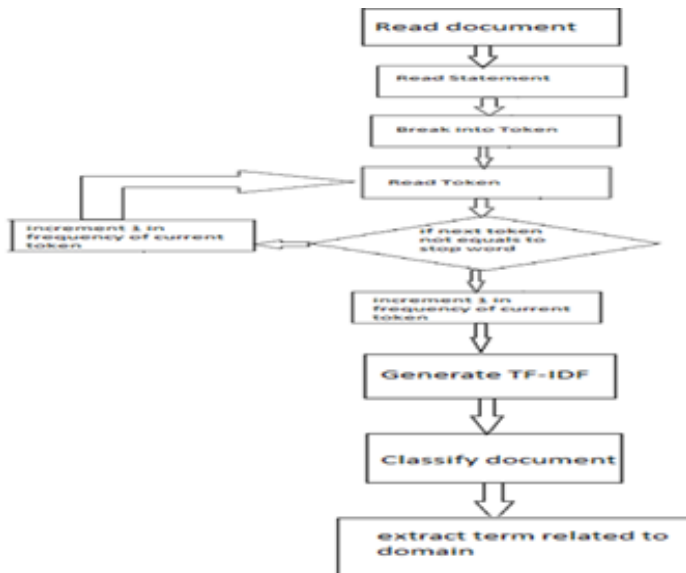 Read document
Read Statement
Break into Token
Read Token
Increment 1 in
frequency of current
token
if next token
not equals to
stop word
Increment 1 in
frequency of current
token
Generate TF-IDF
Classify document
extract term related to
domain